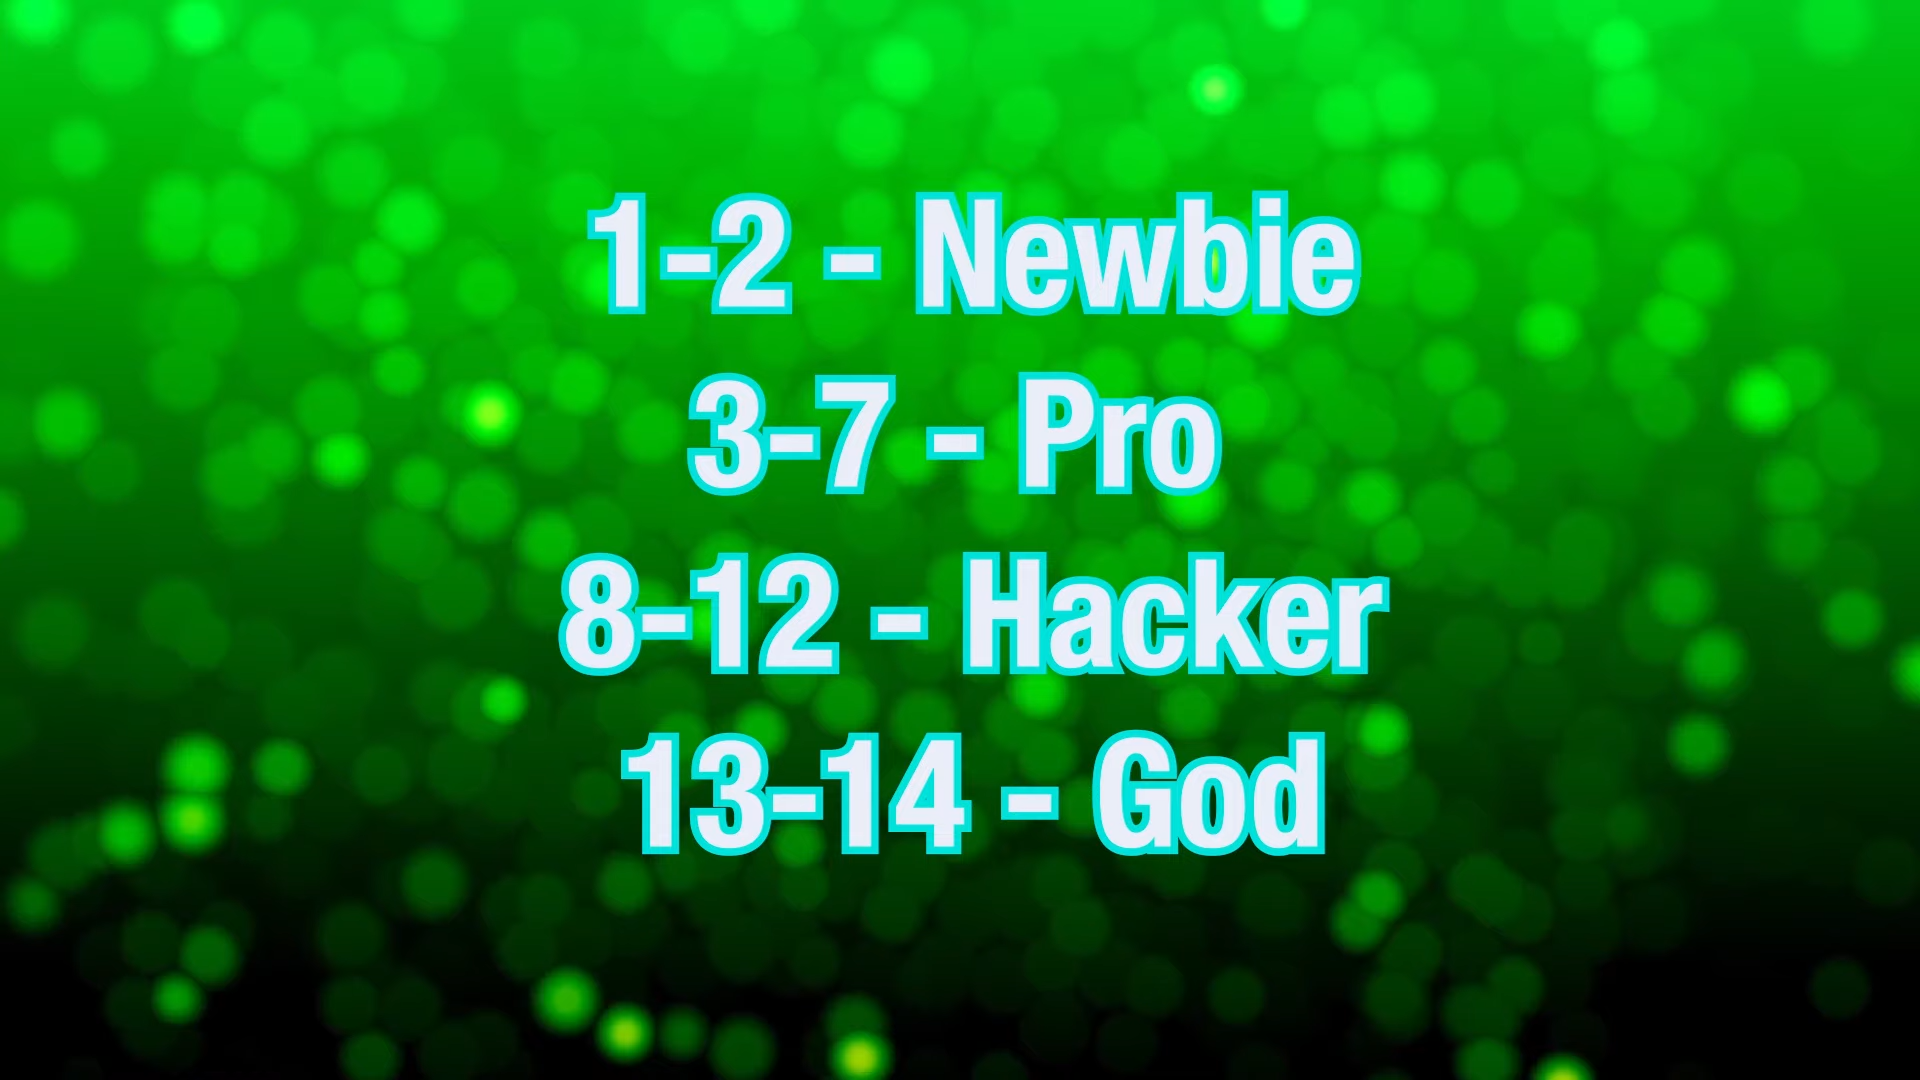 1-2 - Newbie
3-7 - Pro
8-12 - Hacker
13-14 - God